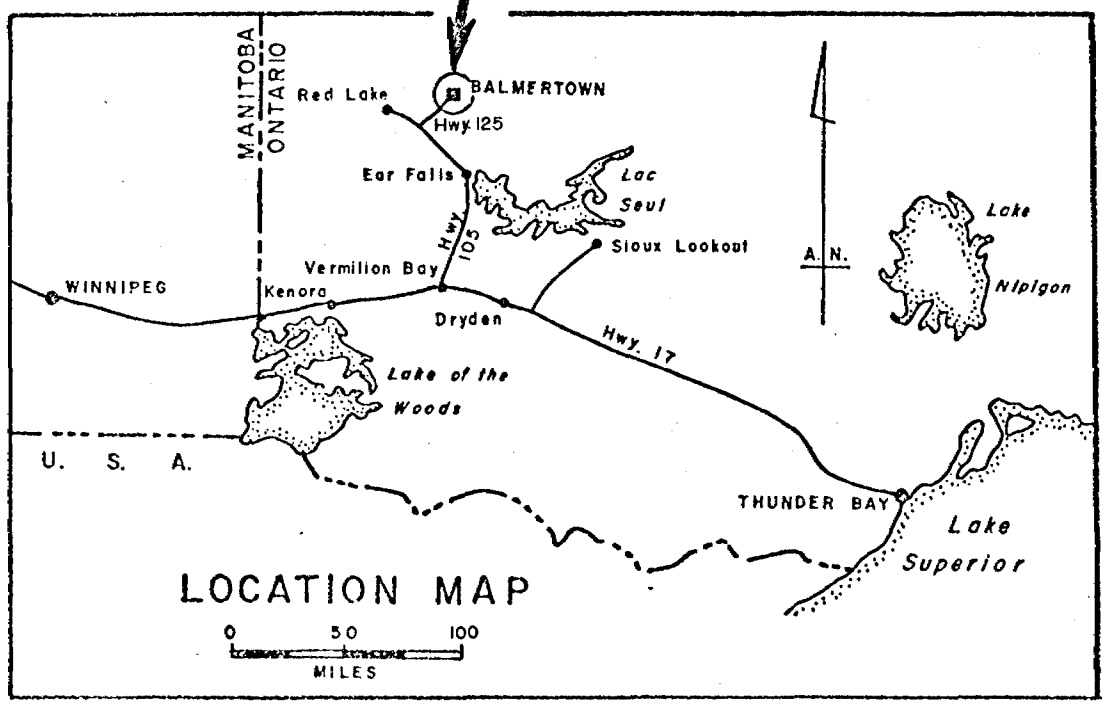 MANITOBA
ONTARIO
Red Lake
BALMERTOWN
Hwy. 125
Ear Falls
Lac
Seul
Hwy.
105
Sioux Lookout
Lake
Nipigon
A. N.
Vermilion Bay
WINNIPEG
Kenora
Dryden
Hwy. 17
Lake of the
Woods
U. S. A.
THUNDER BAY
Lake
Superior
LOCATION MAP
0 50 100
MILES